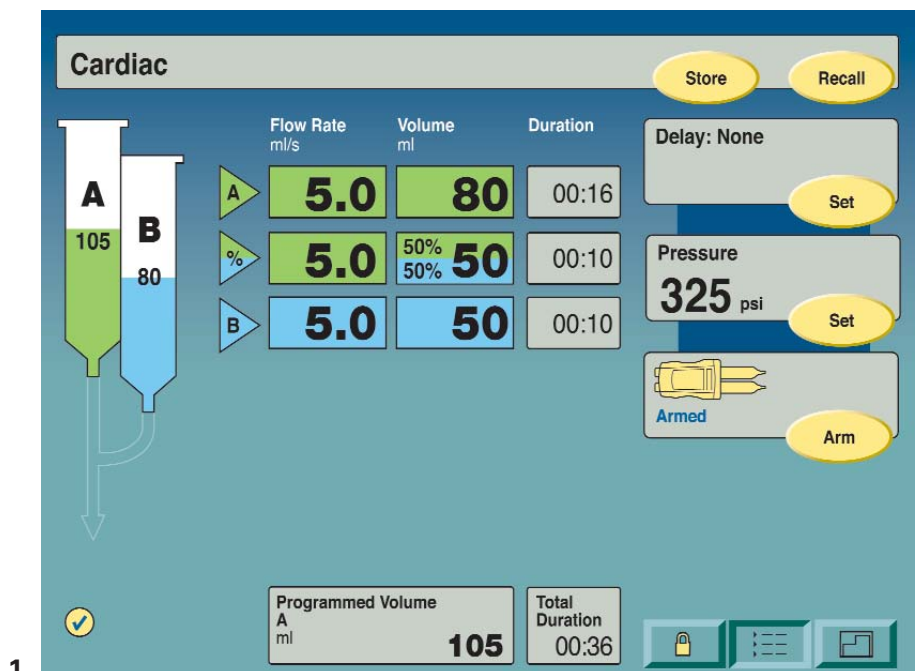 Cardiac
Store
Recall
Flow Rate
ml/s
Volume
ml
Duration
Delay: None
Set
A
105
B
80
A
5.0
80
00:16
%
5.0
50%
50%
50
00:10
B
5.0
50
00:10
Pressure
325 psi
Set
Armed
Arm
Programmed Volume
A
ml
105
Total
Duration
00:36
1